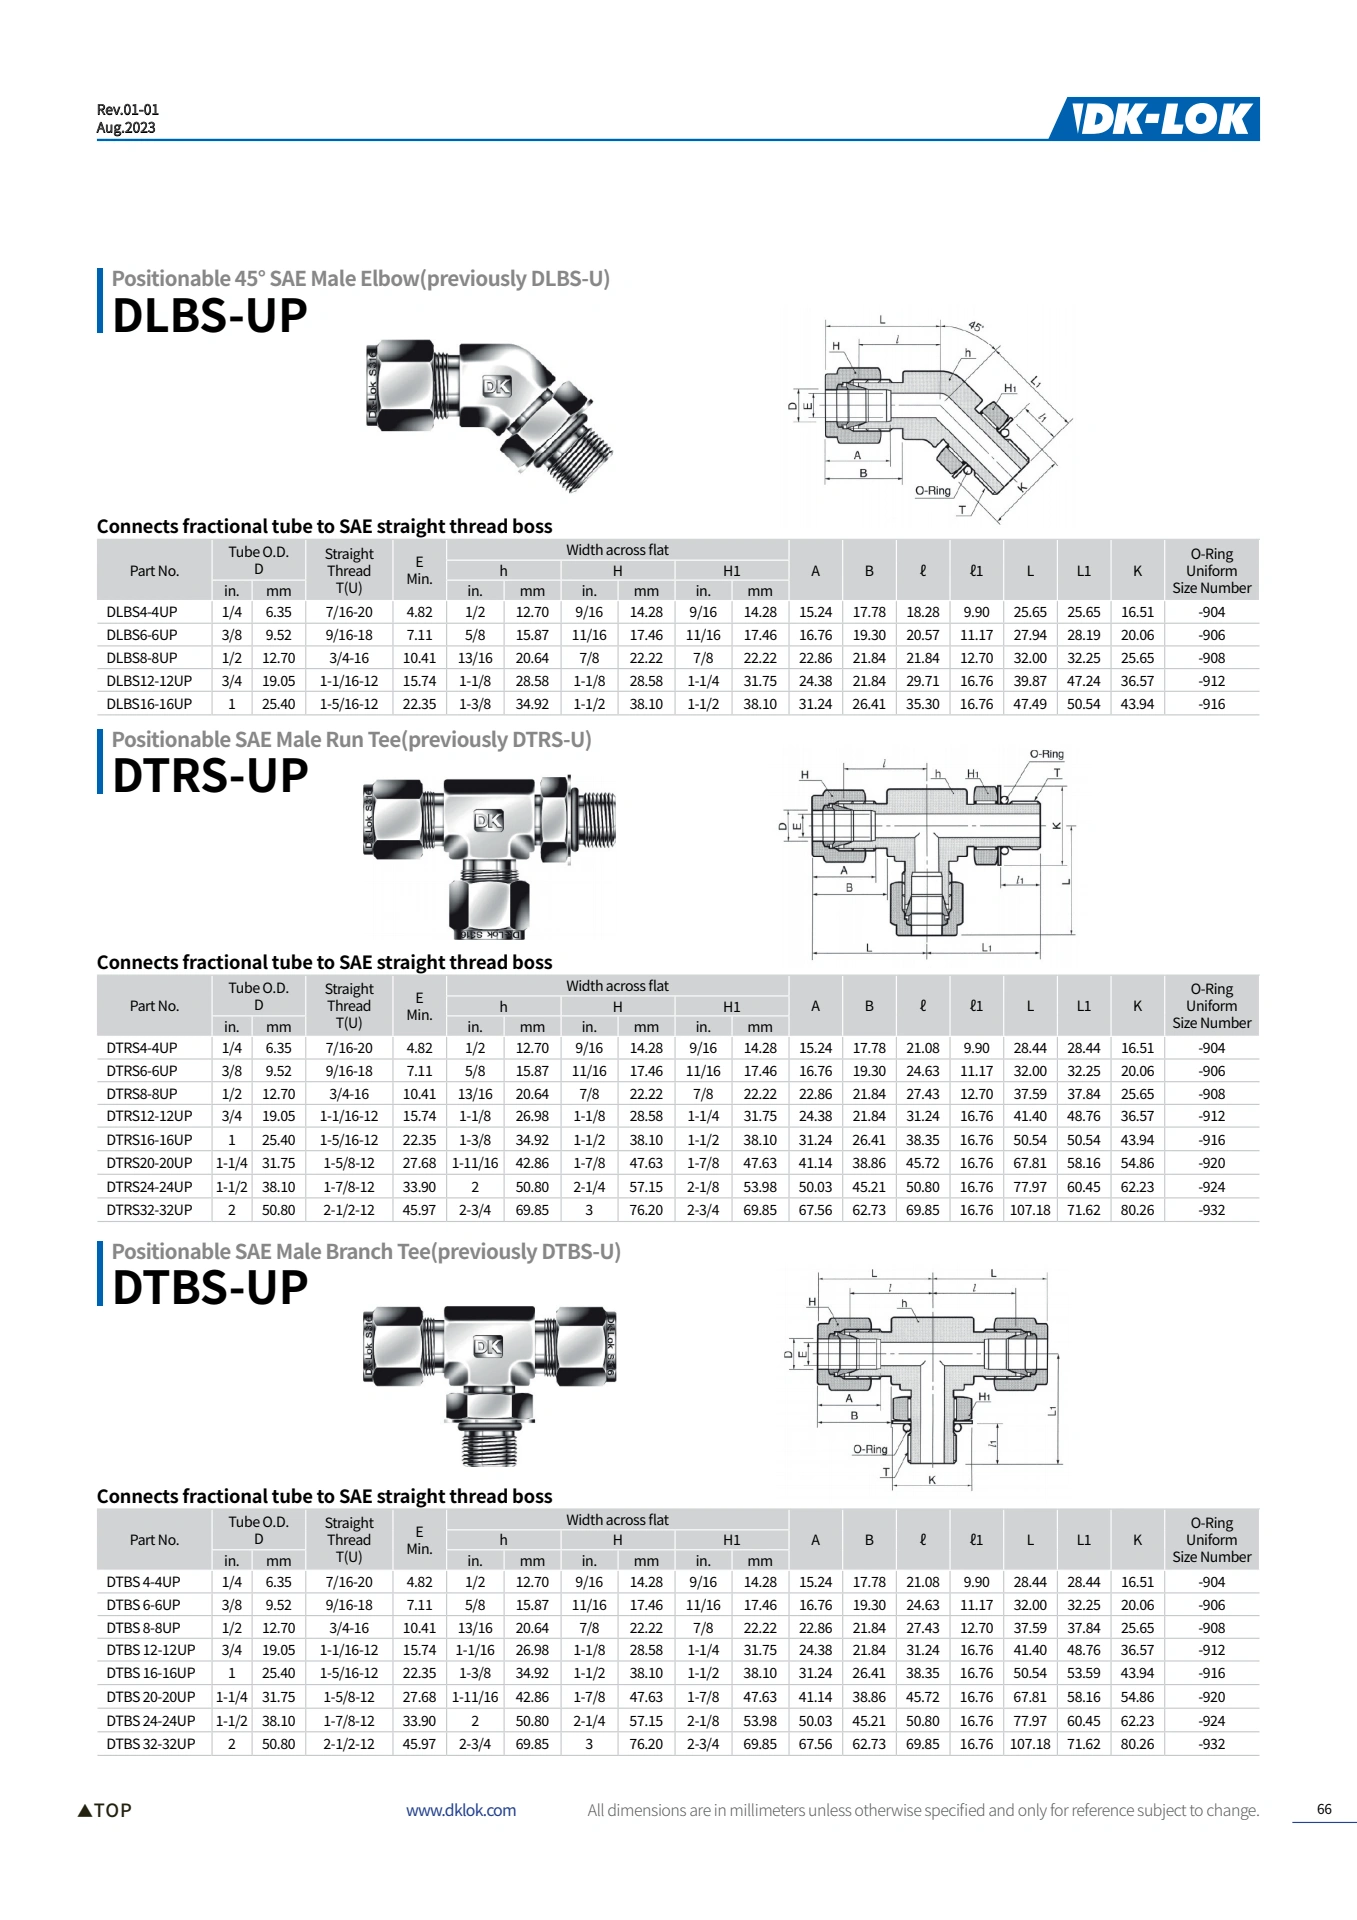 Rev.01-01
Aug.2023
DK-LOK
Positionable 45° SAE Male Elbow(previously DLBS-U)
DLBS-UP
DK-Lok S316
DK
L
l
45°
H
h
L1
H1
l1
D
E
A
B
O-Ring
K
T
Connects fractional tube to SAE straight thread boss
Part No. Tube O.D. D Straight Thread T(U) E Min. Width across flat A B ℓ ℓ1 L L1 K O-Ring Uniform Size Number
h H H1
in. mm in. mm in. mm in. mm
DLBS4-4UP 1/4 6.35 7/16-20 4.82 1/2 12.70 9/16 14.28 9/16 14.28 15.24 17.78 18.28 9.90 25.65 25.65 16.51 -904
DLBS6-6UP 3/8 9.52 9/16-18 7.11 5/8 15.87 11/16 17.46 11/16 17.46 16.76 19.30 20.57 11.17 27.94 28.19 20.06 -906
DLBS8-8UP 1/2 12.70 3/4-16 10.41 13/16 20.64 7/8 22.22 7/8 22.22 22.86 21.84 21.84 12.70 32.00 32.25 25.65 -908
DLBS12-12UP 3/4 19.05 1-1/16-12 15.74 1-1/8 28.58 1-1/8 28.58 1-1/4 31.75 24.38 21.84 29.71 16.76 39.87 47.24 36.57 -912
DLBS16-16UP 1 25.40 1-5/16-12 22.35 1-3/8 34.92 1-1/2 38.10 1-1/2 38.10 31.24 26.41 35.30 16.76 47.49 50.54 43.94 -916
Positionable SAE Male Run Tee(previously DTRS-U)
DTRS-UP
DK-Lok S316
DK
DK-Lok S316
O-Ring
l
H
h
H1
T
D
E
K
A
B
l1
L
L
L1
Connects fractional tube to SAE straight thread boss
Part No. Tube O.D. D Straight Thread T(U) E Min. Width across flat A B ℓ ℓ1 L L1 K O-Ring Uniform Size Number
h H H1
in. mm in. mm in. mm in. mm
DTRS4-4UP 1/4 6.35 7/16-20 4.82 1/2 12.70 9/16 14.28 9/16 14.28 15.24 17.78 21.08 9.90 28.44 28.44 16.51 -904
DTRS6-6UP 3/8 9.52 9/16-18 7.11 5/8 15.87 11/16 17.46 11/16 17.46 16.76 19.30 24.63 11.17 32.00 32.25 20.06 -906
DTRS8-8UP 1/2 12.70 3/4-16 10.41 13/16 20.64 7/8 22.22 7/8 22.22 22.86 21.84 27.43 12.70 37.59 37.84 25.65 -908
DTRS12-12UP 3/4 19.05 1-1/16-12 15.74 1-1/8 26.98 1-1/8 28.58 1-1/4 31.75 24.38 21.84 31.24 16.76 41.40 48.76 36.57 -912
DTRS16-16UP 1 25.40 1-5/16-12 22.35 1-3/8 34.92 1-1/2 38.10 1-1/2 38.10 31.24 26.41 38.35 16.76 50.54 50.54 43.94 -916
DTRS20-20UP 1-1/4 31.75 1-5/8-12 27.68 1-11/16 42.86 1-7/8 47.63 1-7/8 47.63 41.14 38.86 45.72 16.76 67.81 58.16 54.86 -920
DTRS24-24UP 1-1/2 38.10 1-7/8-12 33.90 2 50.80 2-1/4 57.15 2-1/8 53.98 50.03 45.21 50.80 16.76 77.97 60.45 62.23 -924
DTRS32-32UP 2 50.80 2-1/2-12 45.97 2-3/4 69.85 3 76.20 2-3/4 69.85 67.56 62.73 69.85 16.76 107.18 71.62 80.26 -932
Positionable SAE Male Branch Tee(previously DTBS-U)
DTBS-UP
DK-Lok S316
DK
DK-Lok S316
L
L
l
l
H
h
D
E
A
B
H1
L1
O-Ring
l1
T
K
Connects fractional tube to SAE straight thread boss
Part No. Tube O.D. D Straight Thread T(U) E Min. Width across flat A B ℓ ℓ1 L L1 K O-Ring Uniform Size Number
h H H1
in. mm in. mm in. mm in. mm
DTBS 4-4UP 1/4 6.35 7/16-20 4.82 1/2 12.70 9/16 14.28 9/16 14.28 15.24 17.78 21.08 9.90 28.44 28.44 16.51 -904
DTBS 6-6UP 3/8 9.52 9/16-18 7.11 5/8 15.87 11/16 17.46 11/16 17.46 16.76 19.30 24.63 11.17 32.00 32.25 20.06 -906
DTBS 8-8UP 1/2 12.70 3/4-16 10.41 13/16 20.64 7/8 22.22 7/8 22.22 22.86 21.84 27.43 12.70 37.59 37.84 25.65 -908
DTBS 12-12UP 3/4 19.05 1-1/16-12 15.74 1-1/16 26.98 1-1/8 28.58 1-1/4 31.75 24.38 21.84 31.24 16.76 41.40 48.76 36.57 -912
DTBS 16-16UP 1 25.40 1-5/16-12 22.35 1-3/8 34.92 1-1/2 38.10 1-1/2 38.10 31.24 26.41 38.35 16.76 50.54 53.59 43.94 -916
DTBS 20-20UP 1-1/4 31.75 1-5/8-12 27.68 1-11/16 42.86 1-7/8 47.63 1-7/8 47.63 41.14 38.86 45.72 16.76 67.81 58.16 54.86 -920
DTBS 24-24UP 1-1/2 38.10 1-7/8-12 33.90 2 50.80 2-1/4 57.15 2-1/8 53.98 50.03 45.21 50.80 16.76 77.97 60.45 62.23 -924
DTBS 32-32UP 2 50.80 2-1/2-12 45.97 2-3/4 69.85 3 76.20 2-3/4 69.85 67.56 62.73 69.85 16.76 107.18 71.62 80.26 -932
▲TOP
www.dklok.com
All dimensions are in millimeters unless otherwise specified and only for reference subject to change.
66